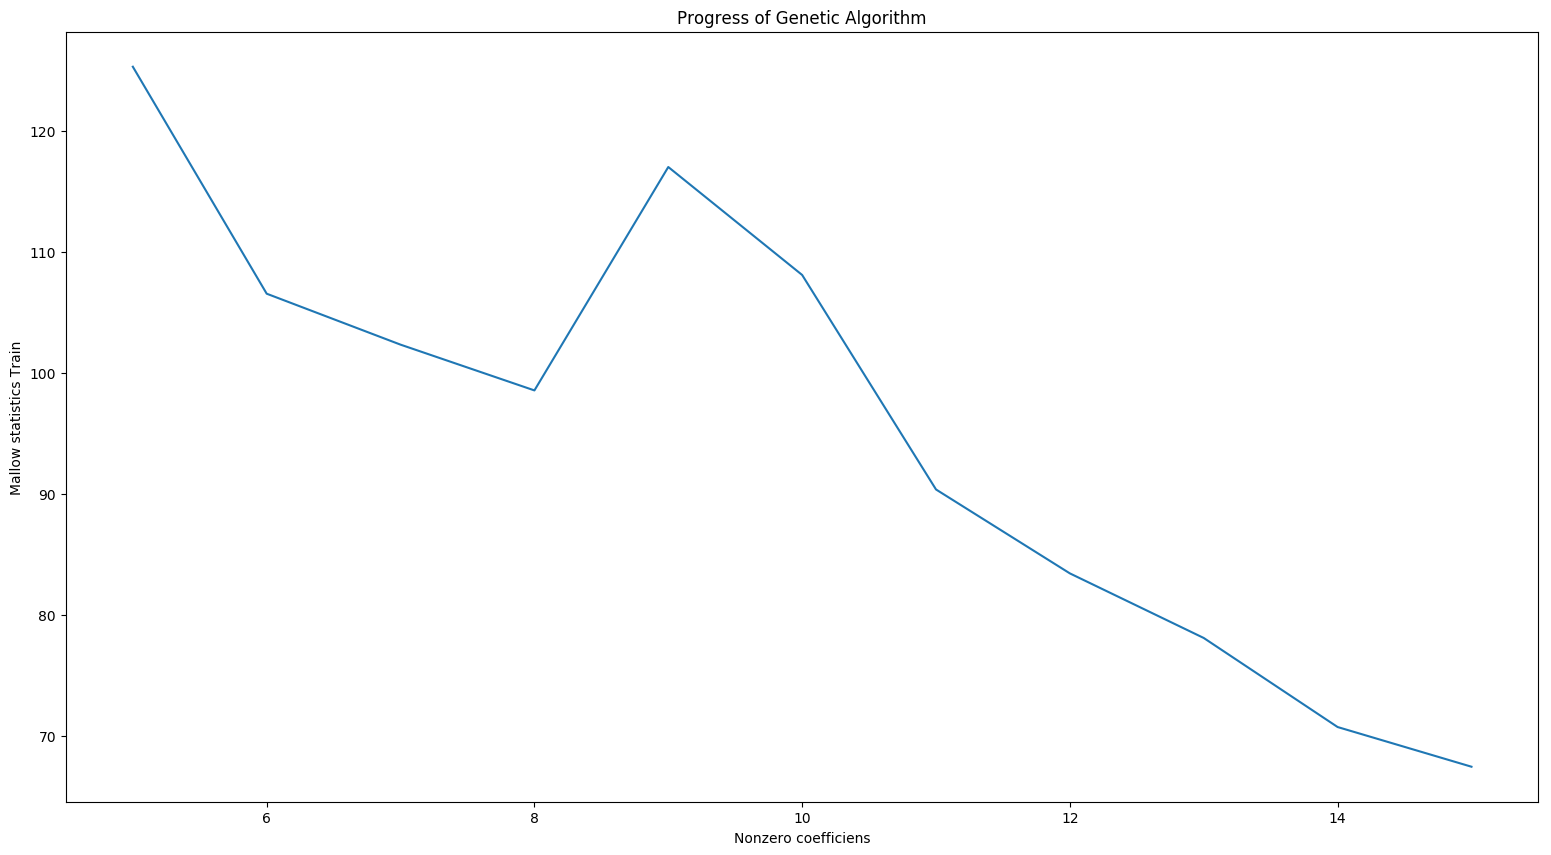 Progress of Genetic Algorithm
120
110
100
90
80
70
Mallow statistics Train
6 8 10 12 14
Nonzero coefficiens